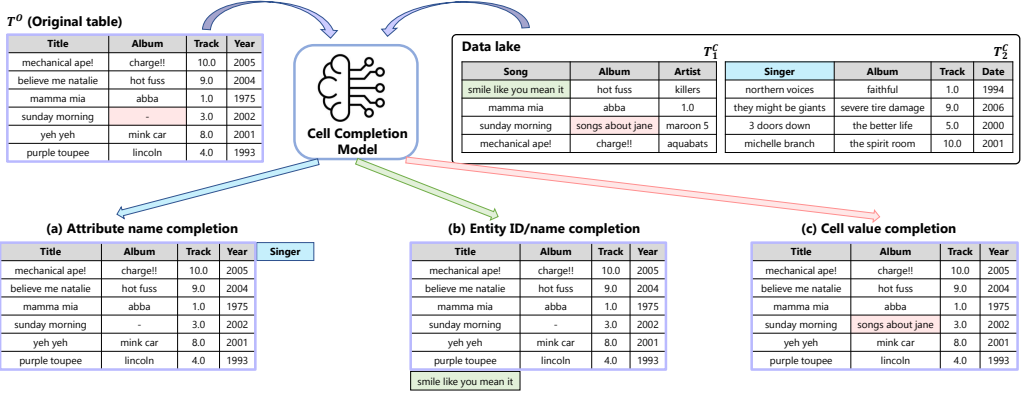 T^O (Original table)
Title Album Track Year
mechanical ape! charge!! 10.0 2005
believe me natalie hot fuss 9.0 2004
mamma mia abba 1.0 1975
sunday morning - 3.0 2002
yeh yeh mink car 8.0 2001
purple toupee lincoln 4.0 1993
Cell Completion
Model
Data lake
T_1^C
Song Album Artist
smile like you mean it hot fuss killers
mamma mia abba 1.0
sunday morning songs about jane maroon 5
mechanical ape! charge!! aquabats
T_2^C
Singer Album Track Date
northern voices faithful 1.0 1994
they might be giants severe tire damage 9.0 2006
3 doors down the better life 5.0 2000
michelle branch the spirit room 10.0 2001
(a) Attribute name completion
Title Album Track Year Singer
mechanical ape! charge!! 10.0 2005
believe me natalie hot fuss 9.0 2004
mamma mia abba 1.0 1975
sunday morning - 3.0 2002
yeh yeh mink car 8.0 2001
purple toupee lincoln 4.0 1993
(b) Entity ID/name completion
Title Album Track Year
mechanical ape! charge!! 10.0 2005
believe me natalie hot fuss 9.0 2004
mamma mia abba 1.0 1975
sunday morning - 3.0 2002
yeh yeh mink car 8.0 2001
purple toupee lincoln 4.0 1993
smile like you mean it
(c) Cell value completion
Title Album Track Year
mechanical ape! charge!! 10.0 2005
believe me natalie hot fuss 9.0 2004
mamma mia abba 1.0 1975
sunday morning songs about jane 3.0 2002
yeh yeh mink car 8.0 2001
purple toupee lincoln 4.0 1993